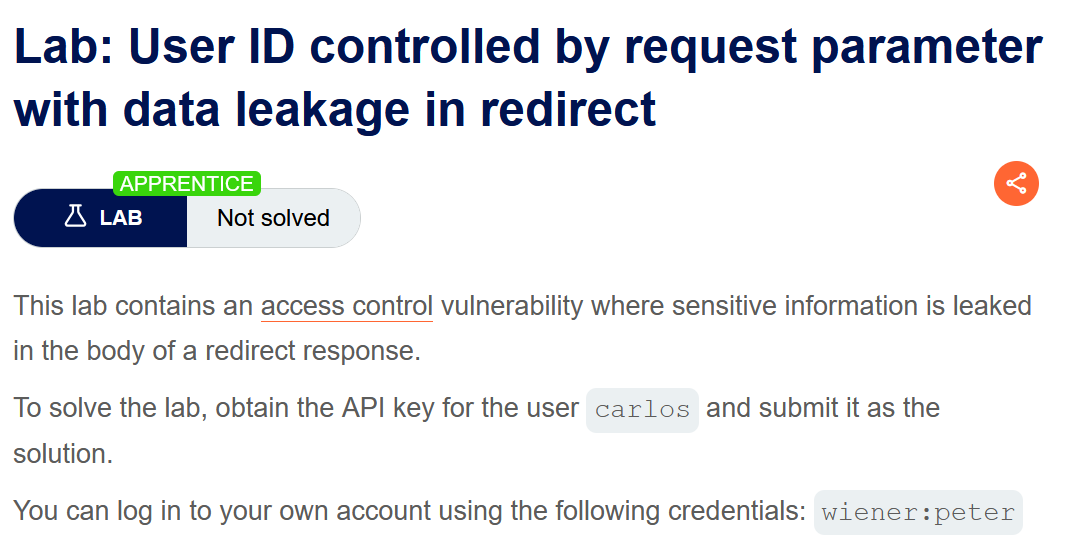 Lab: User ID controlled by request parameter
with data leakage in redirect
APPRENTICE
LAB Not solved
This lab contains an access control vulnerability where sensitive information is leaked
in the body of a redirect response.
To solve the lab, obtain the API key for the user carlos and submit it as the
solution.
You can log in to your own account using the following credentials: wiener:peter